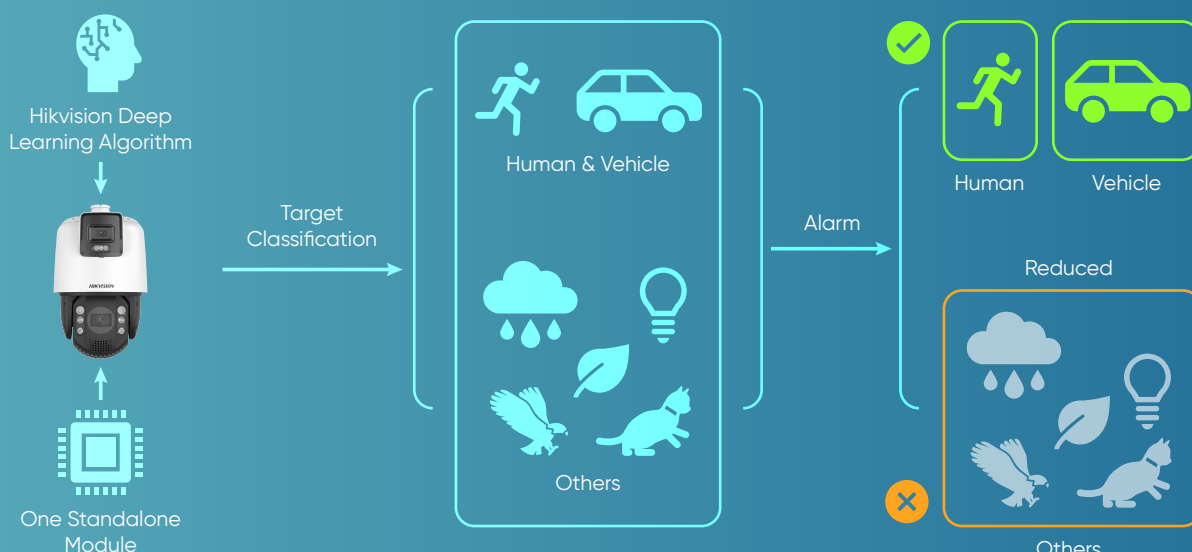 Hikvision Deep
Learning Algorithm
HIKVISION
One Standalone
Module
Target
Classification
Human & Vehicle
Others
Alarm
Human
Vehicle
Reduced
Others